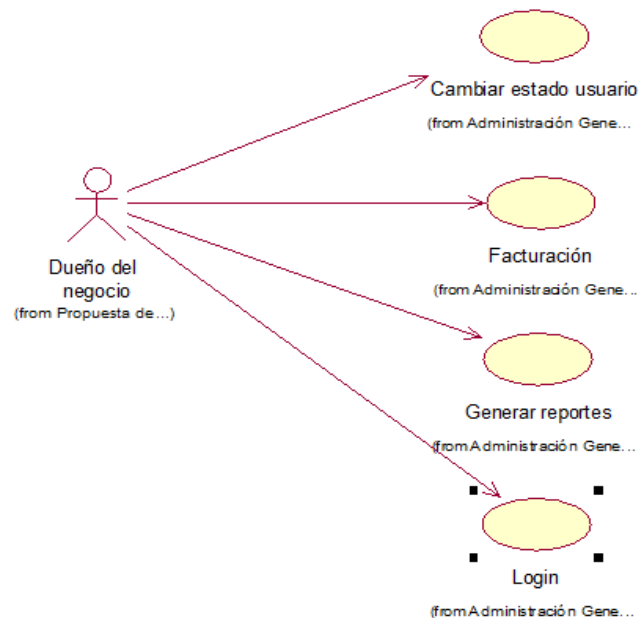 Cambiar estado usuario
(from Administración Gene...
Dueño del
negocio
(from Propuesta de...)
Facturación
(from Administración Gene...
Generar reportes
(from Administración Gene...
Login
(from Administración Gene...